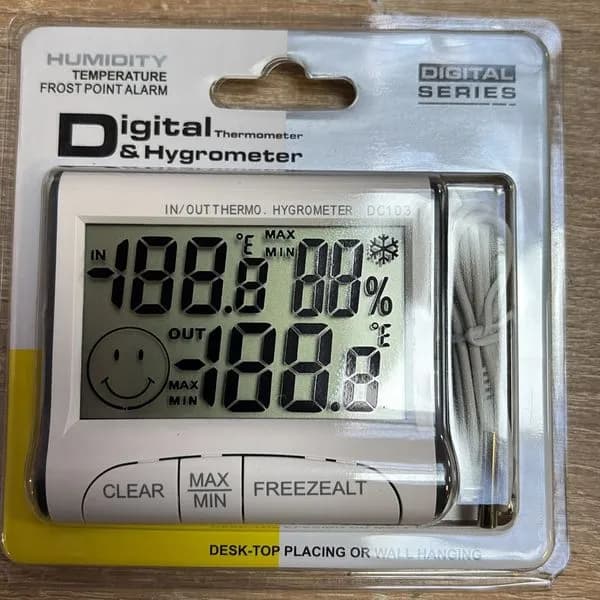 HUMIDITY
TEMPERATURE
FROST POINT ALARM
DIGITAL
SERIES
Digital Thermometer
& Hygrometer
IN/OUT THERMO. HYGROMETER DC103
IN -188.8 °E MAX MIN 88 %
OUT -188.8 °E
MAX
MIN
CLEAR MAX MIN FREEZEALT
DESK-TOP PLACING OR WALL HANGING